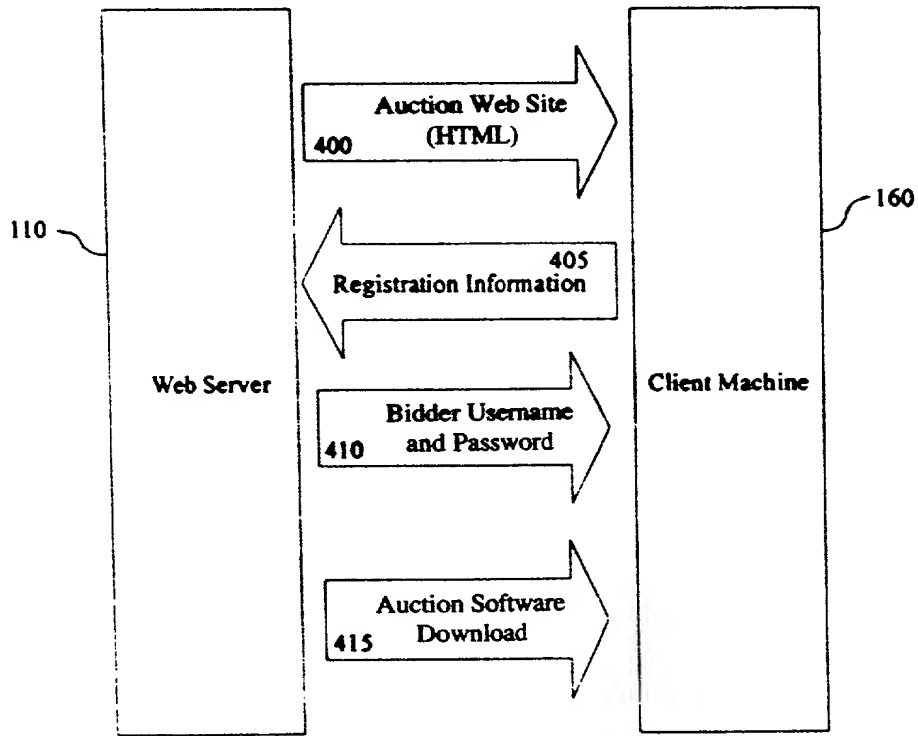 Auction Web Site
(HTML)
400
160
110
405
Registration Information
Web Server
Client Machine
Bidder Username
and Password
410
Auction Software
Download
415